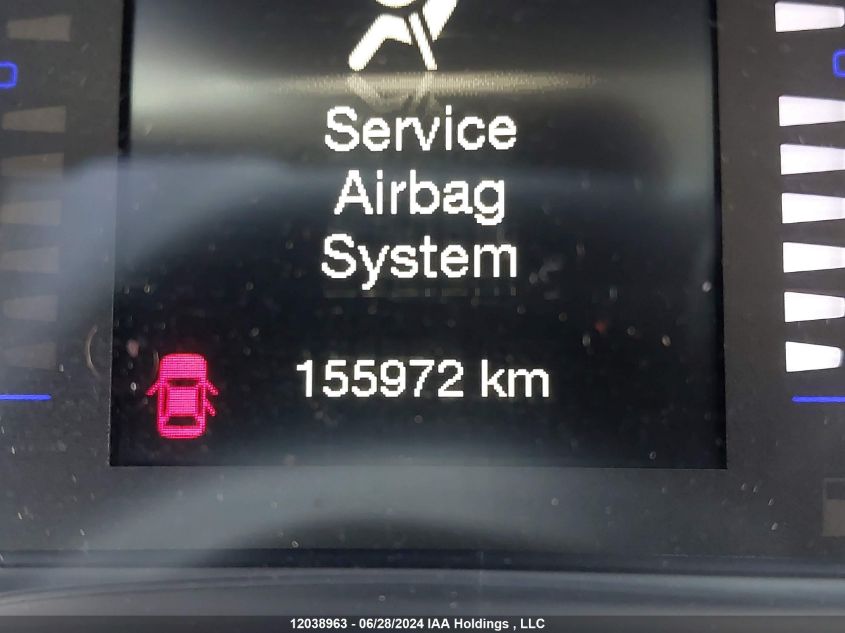 Service
Airbag
System
155972 km
12038963 - 06/28/2024 IAA Holdings , LLC